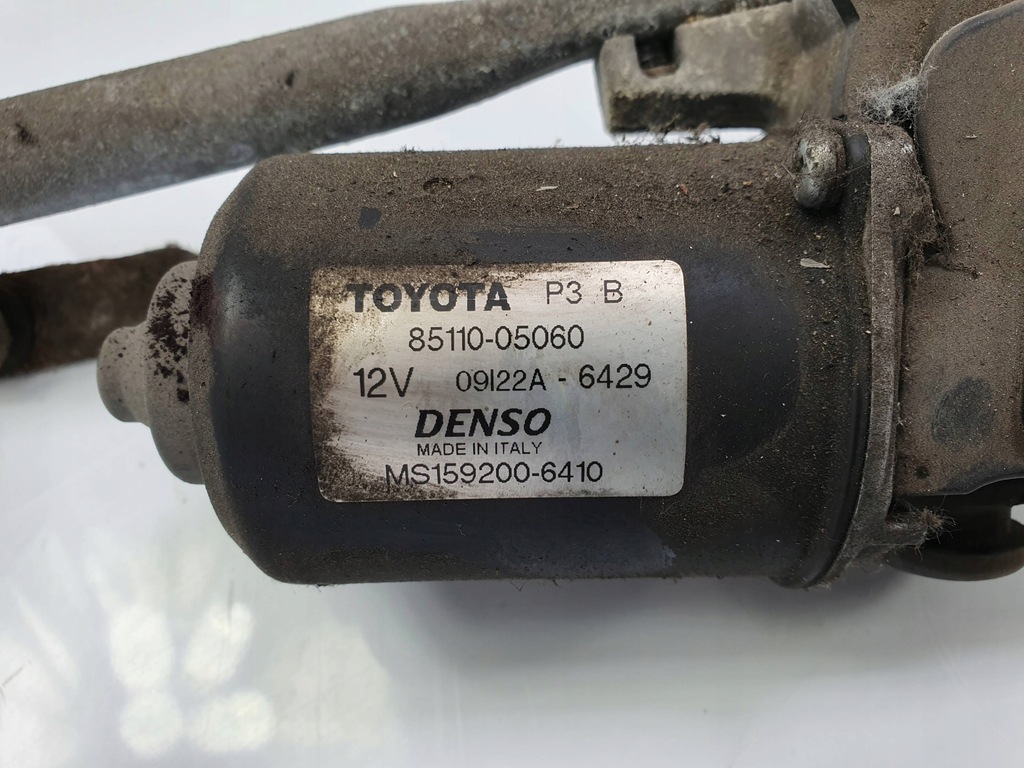 TOYOTA P3 B
85110-05060
12V 09I22A - 6429
DENSO
MADE IN ITALY
MS159200-6410